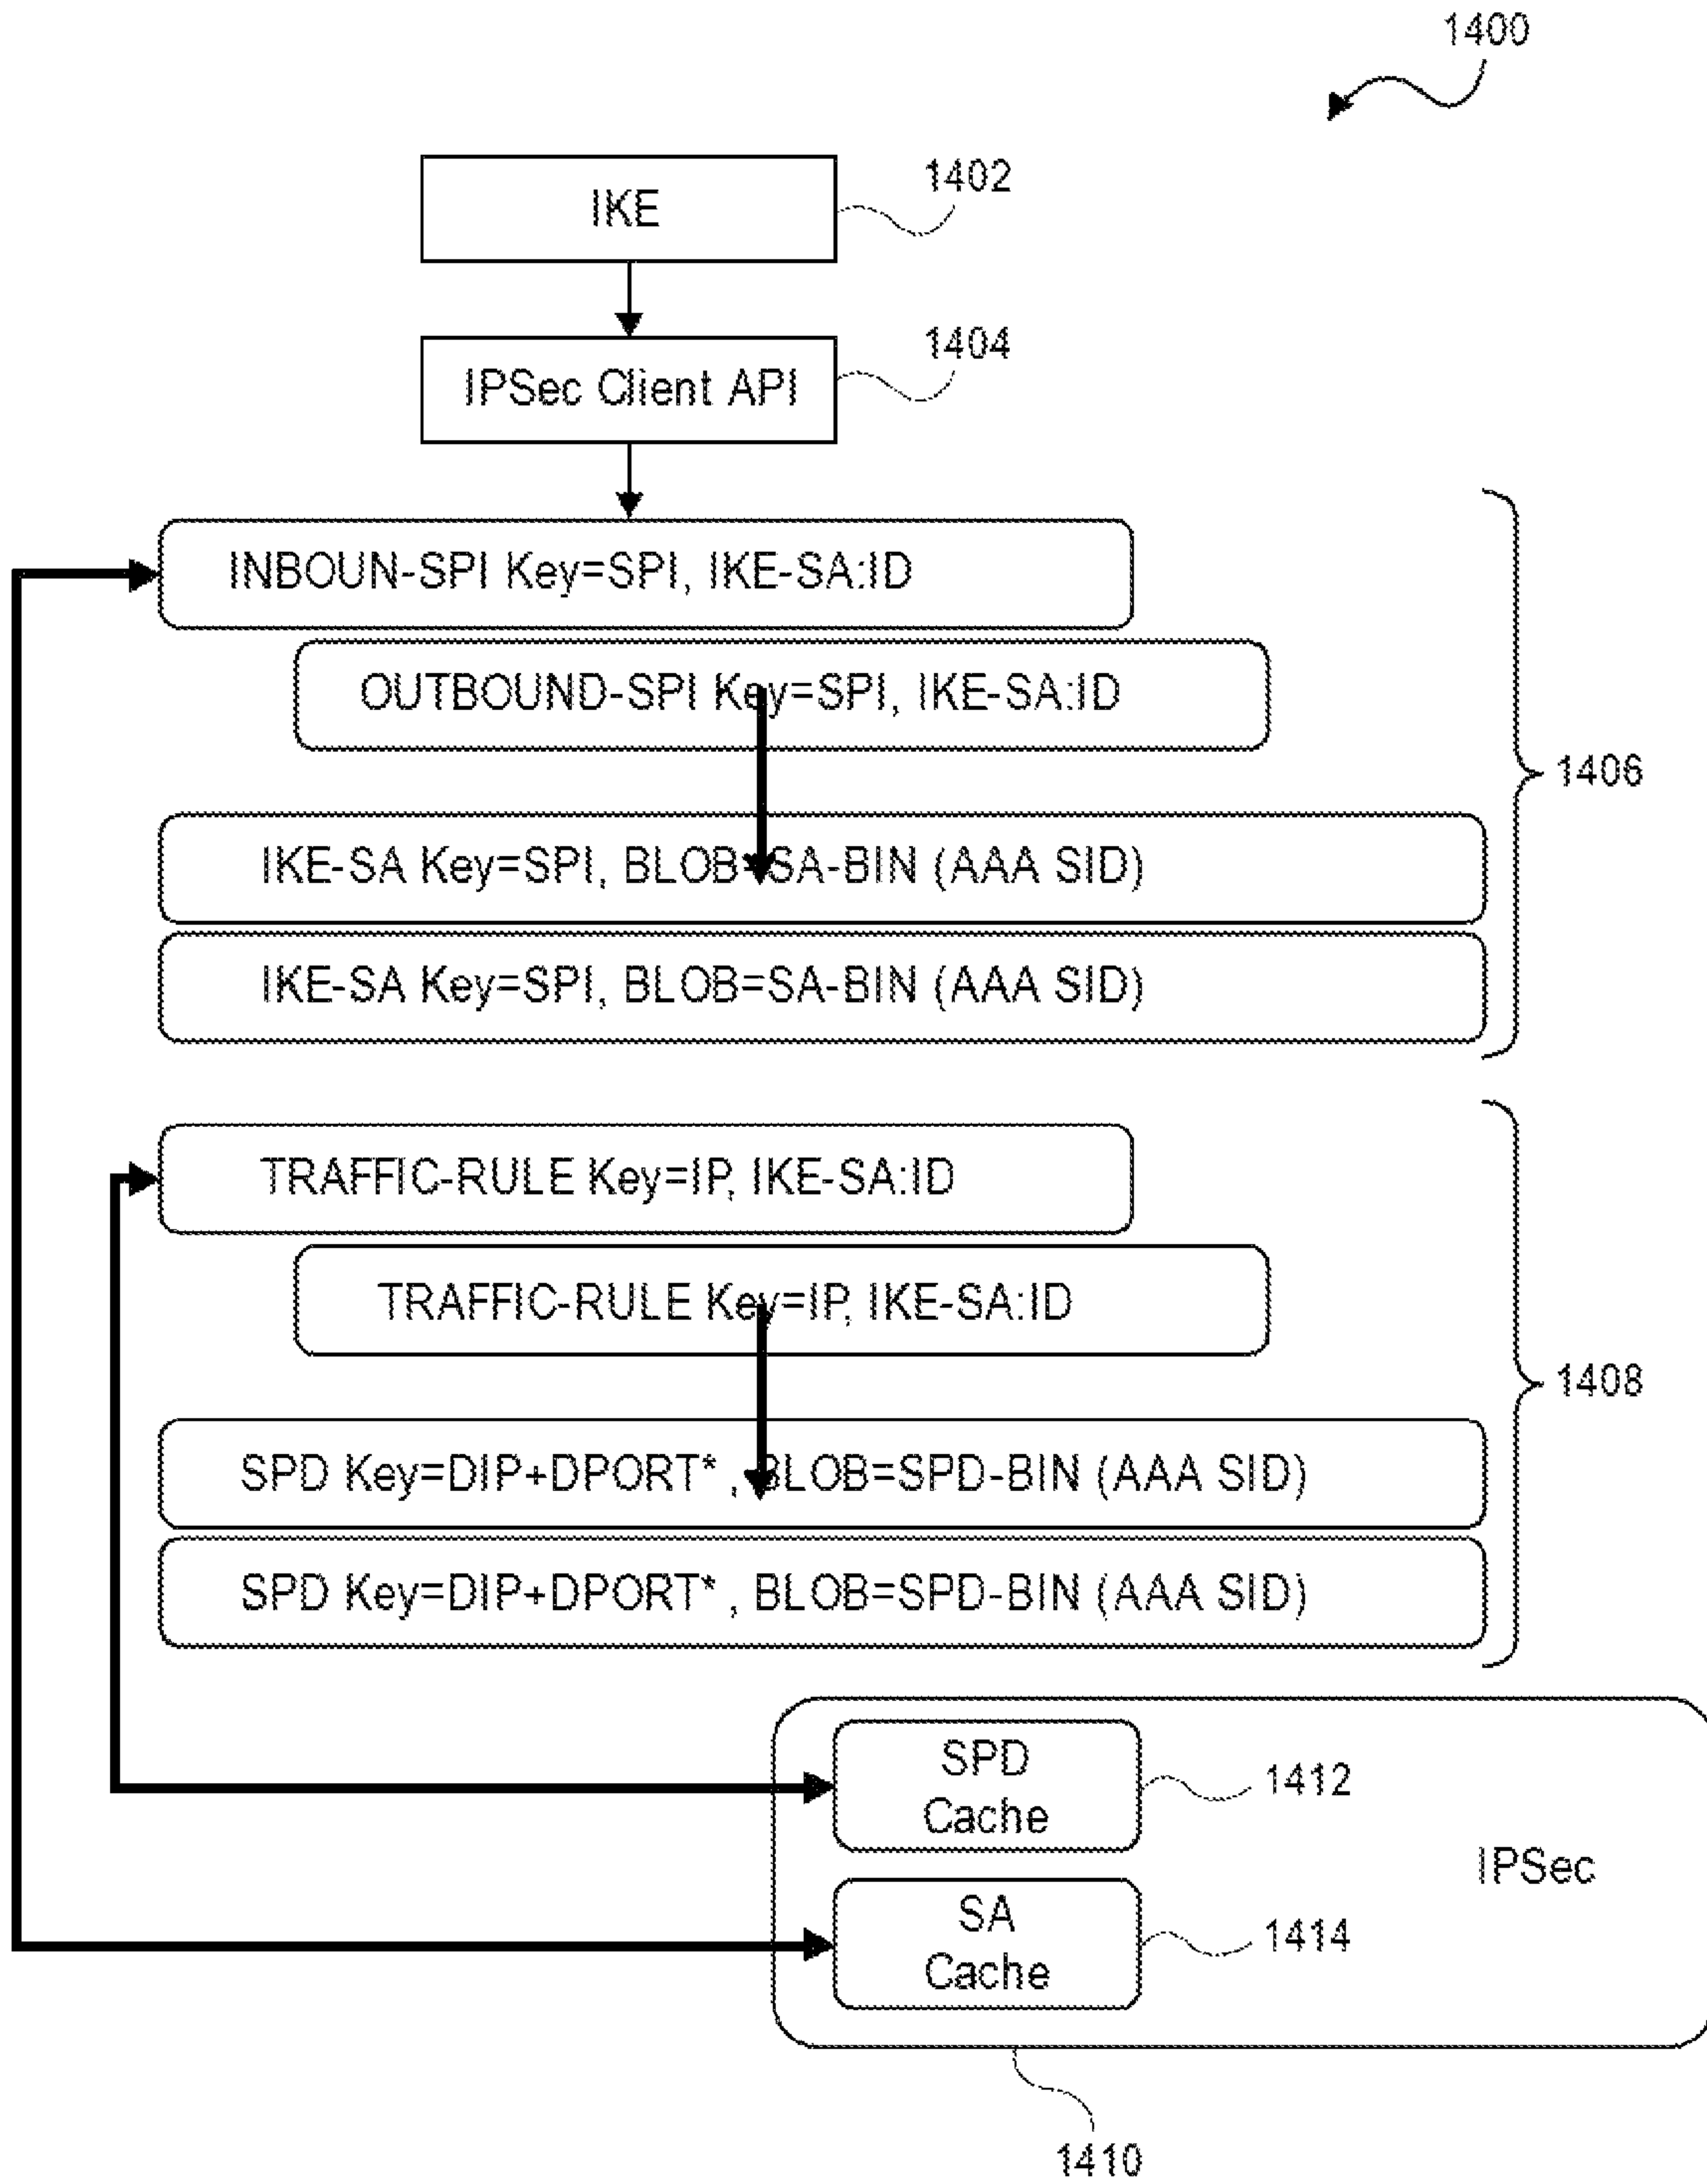 1400
IKE
1402
IPSec Client API
1404
INBOUN-SPI Key=SPI, IKE-SA:ID
OUTBOUND-SPI Key=SPI, IKE-SA:ID
1406
IKE-SA Key=SPI, BLOB=SA-BIN (AAA SID)
IKE-SA Key=SPI, BLOB=SA-BIN (AAA SID)
TRAFFIC-RULE Key=IP, IKE-SA:ID
TRAFFIC-RULE Key=IP, IKE-SA:ID
1408
SPD Key=DIP+DPORT* , BLOB=SPD-BIN (AAA SID)
SPD Key=DIP+DPORT* , BLOB=SPD-BIN (AAA SID)
SPD
Cache
1412
IPSec
SA
Cache
1414
1410